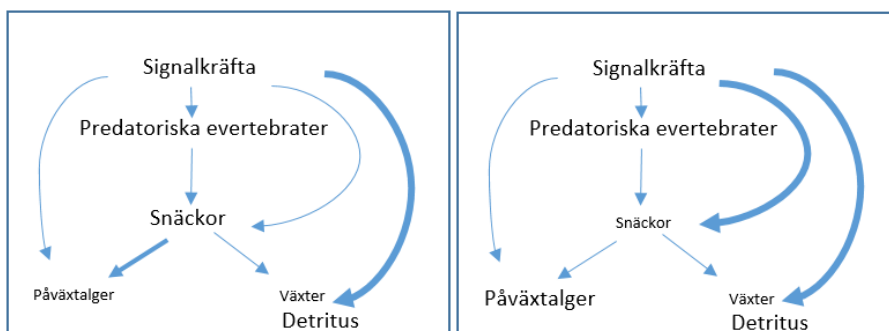 Signalkräfta
Predatoriska evertebrater
Snäckor
Påväxtalger
Växter
Detritus
Signalkräfta
Predatoriska evertebrater
Snäckor
Påväxtalger
Växter
Detritus